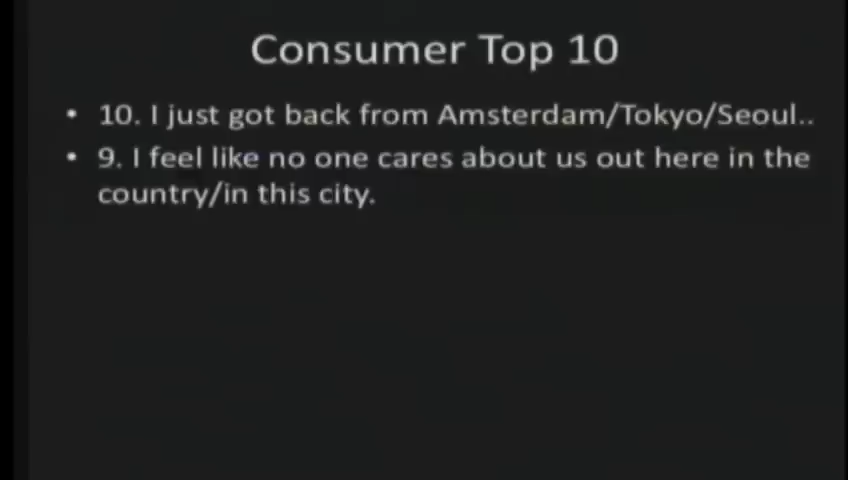 Consumer Top 10
• 10. I just got back from Amsterdam/Tokyo/Seoul..
• 9. I feel like no one cares about us out here in the
country/in this city.